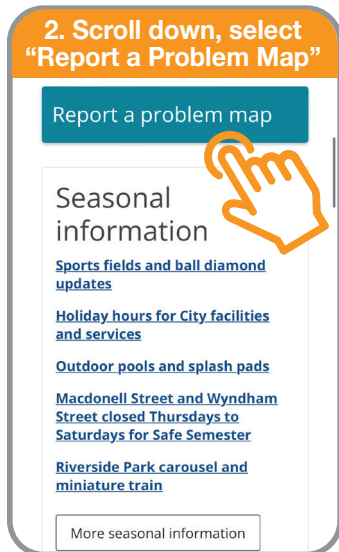 2. Scroll down, select
“Report a Problem Map”
Report a problem map
Seasonal
information
Sports fields and ball diamond
updates
Holiday hours for City facilities
and services
Outdoor pools and splash pads
Macdonell Street and Wyndham
Street closed Thursdays to
Saturdays for Safe Semester
Riverside Park carousel and
miniature train
More seasonal information